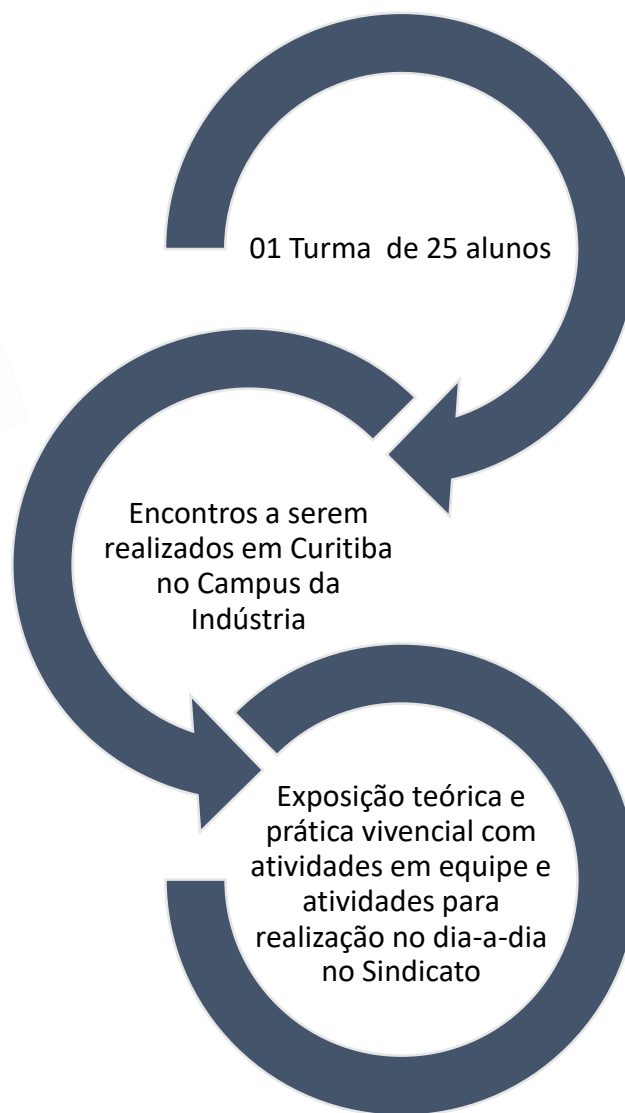 01 Turma  de 25 alunos
Encontros a serem
realizados em Curitiba
no Campus da
Indústria
Exposição teórica e
prática vivencial com
atividades em equipe e
atividades para
realização no dia-a-dia
no Sindicato